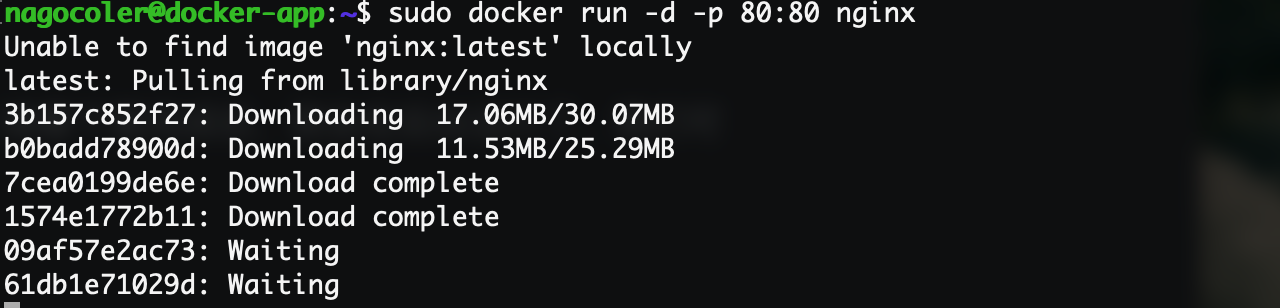 nagocoler@docker-app:~$ sudo docker run -d -p 80:80 nginx
Unable to find image 'nginx:latest' locally
latest: Pulling from library/nginx
3b157c852f27: Downloading  17.06MB/30.07MB
b0badd78900d: Downloading  11.53MB/25.29MB
7cea0199de6e: Download complete
1574e1772b11: Download complete
09af57e2ac73: Waiting
61db1e71029d: Waiting